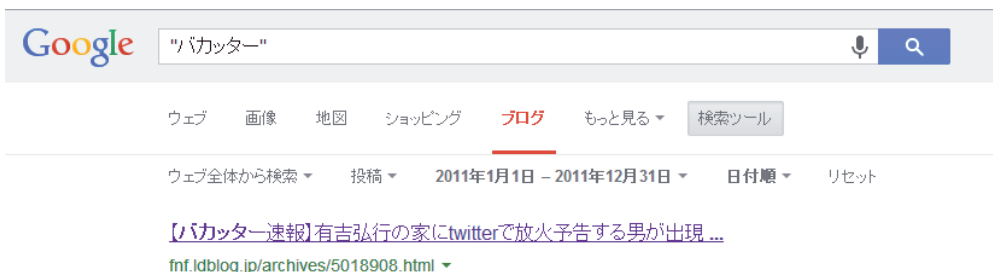 Google "バカッター"
ウェブ 画像 地図 ショッピング ブログ もっと見る 検索ツール
ウェブ全体から検索 投稿 2011年1月1日 – 2011年12月31日 日付順 リセット
【バカッター速報】有吉弘行の家にtwitterで放火予告する男が出現 ...
fnf.ldblog.jp/archives/5018908.html